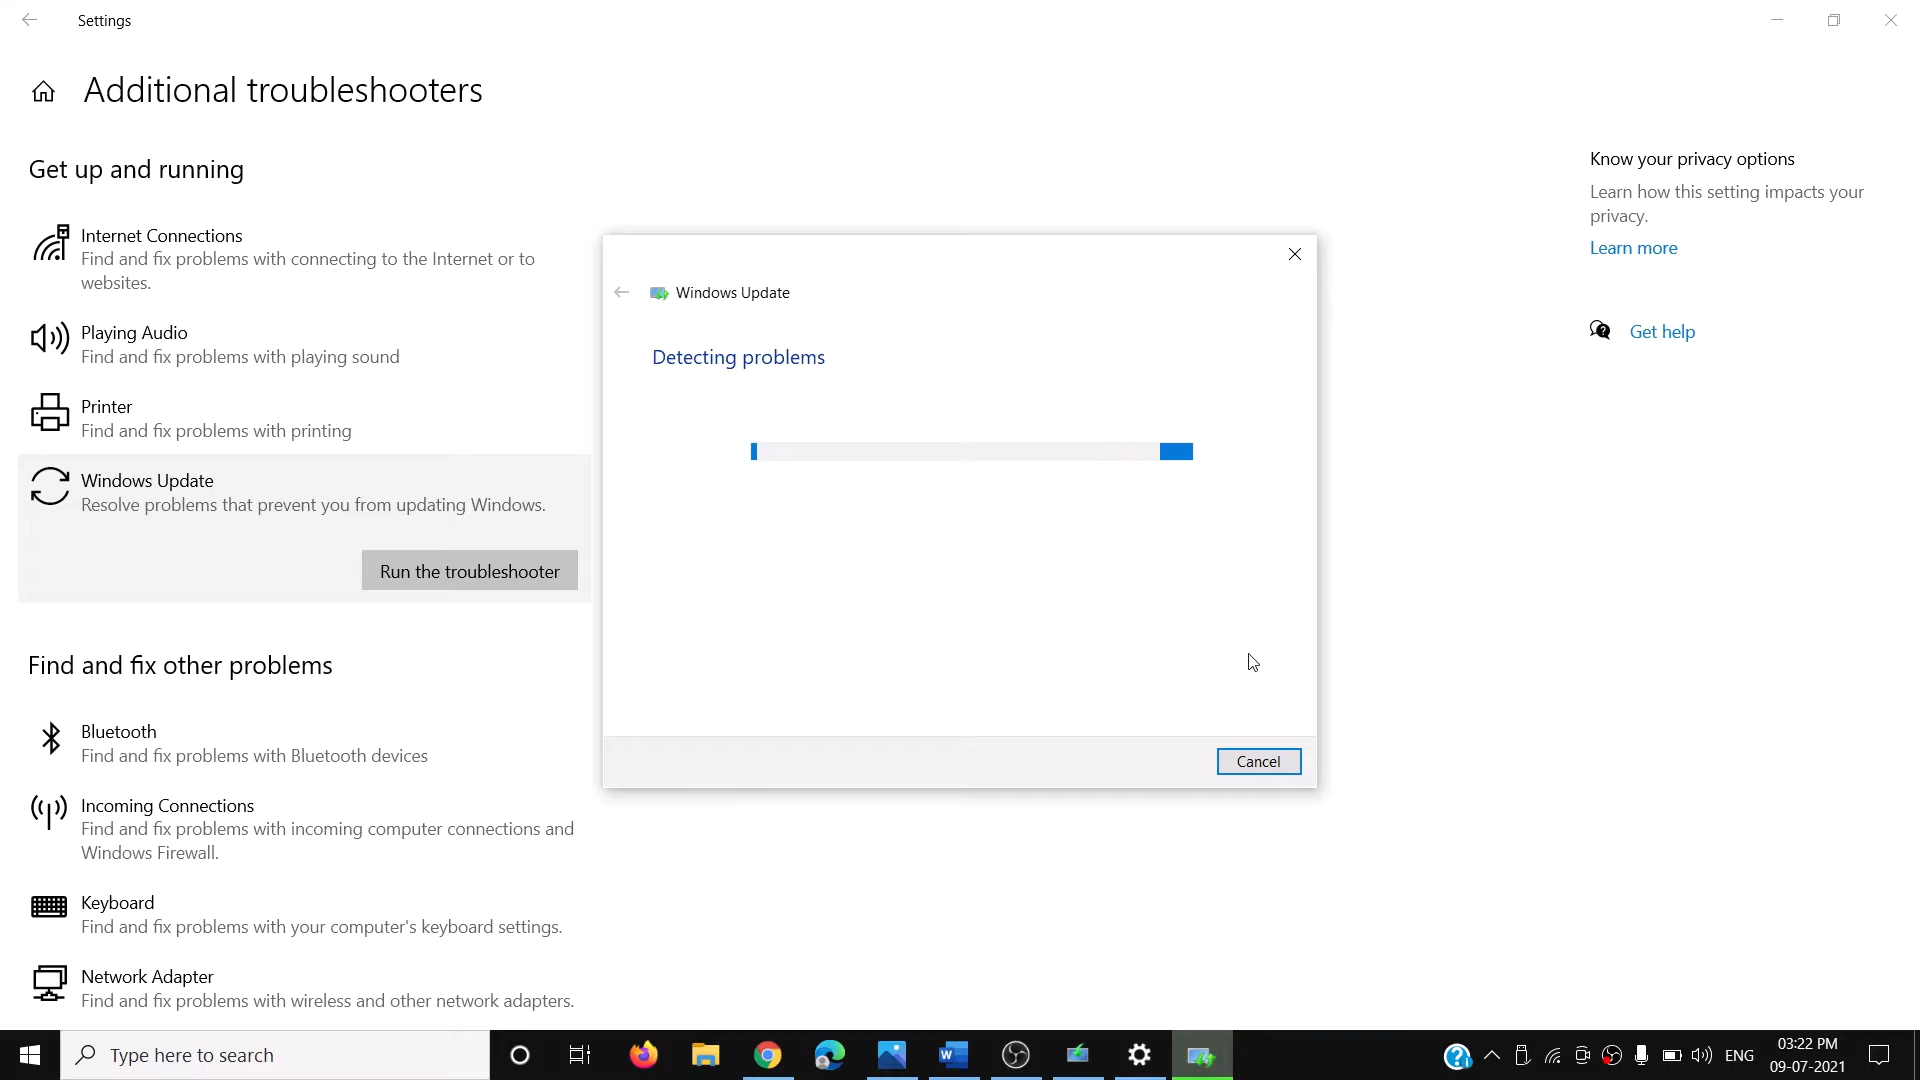 Settings
Additional troubleshooters
Get up and running
Internet Connections
Find and fix problems with connecting to the Internet or to
websites.
Playing Audio
Find and fix problems with playing sound
Printer
Find and fix problems with printing
Windows Update
Resolve problems that prevent you from updating Windows.
Run the troubleshooter
Find and fix other problems
Bluetooth
Find and fix problems with Bluetooth devices
Incoming Connections
Find and fix problems with incoming computer connections and
Windows Firewall.
Keyboard
Find and fix problems with your computer's keyboard settings.
Network Adapter
Find and fix problems with wireless and other network adapters.
Windows Update
Detecting problems
Cancel
Know your privacy options
Learn how this setting impacts your
privacy.
Learn more
Get help
Type here to search
W
ENG
03:22 PM
09-07-2021